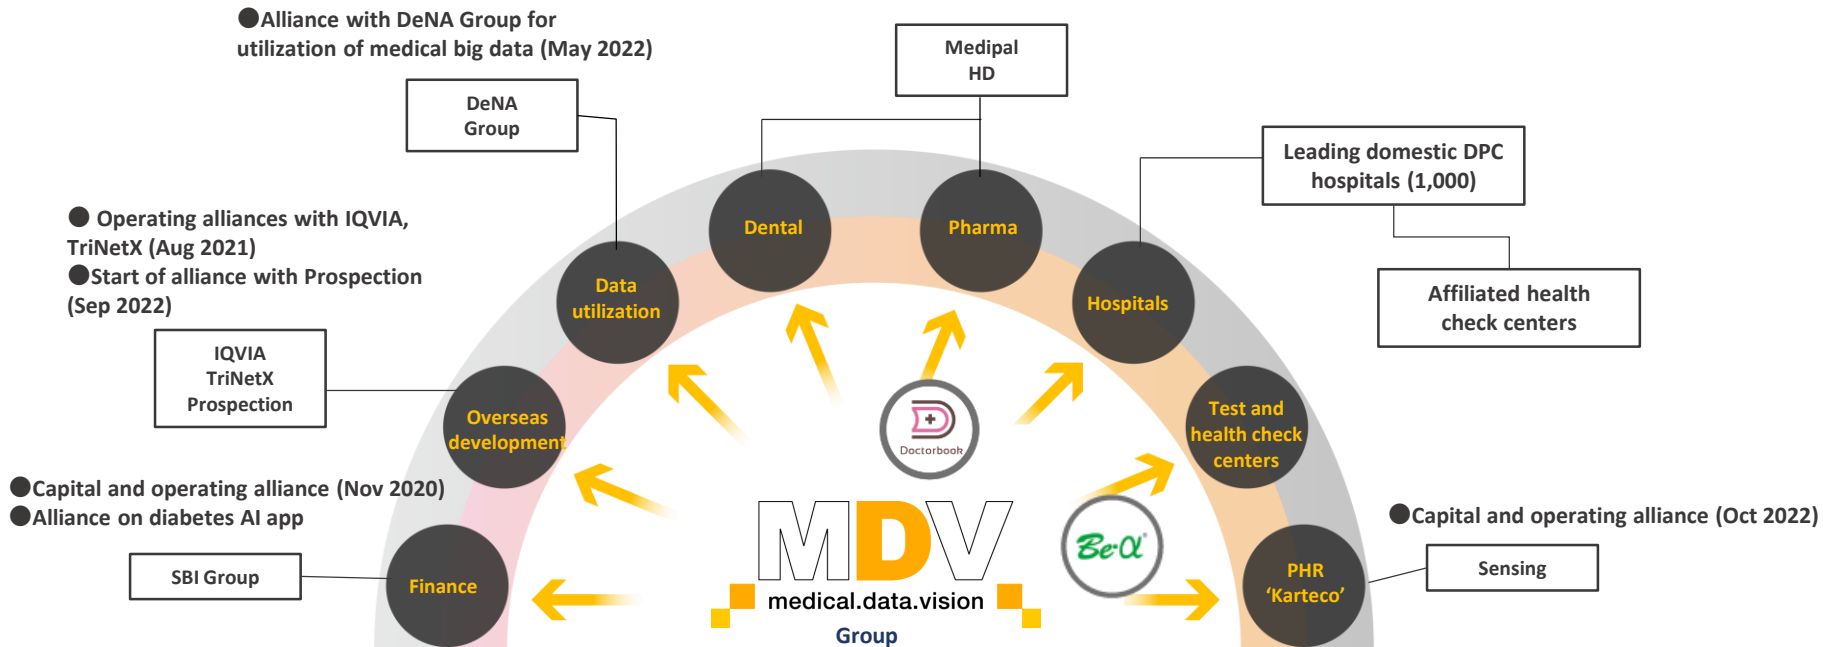 ●Alliance with DeNA Group for
utilization of medical big data (May 2022)
DeNA
Group
Medipal
HD
Leading domestic DPC
hospitals (1,000)
Affiliated health
check centers
● Operating alliances with IQVIA,
TriNetX (Aug 2021)
●Start of alliance with Prospection
(Sep 2022)
IQVIA
TriNetX
Prospection
●Capital and operating alliance (Nov 2020)
●Alliance on diabetes AI app
SBI Group
Finance
Overseas
development
Data
utilization
Dental
Pharma
Hospitals
Test and
health check
centers
PHR
‘Karteco’
●Capital and operating alliance (Oct 2022)
Sensing
Doctorbook
Be·α
MDV
medical.data.vision
Group